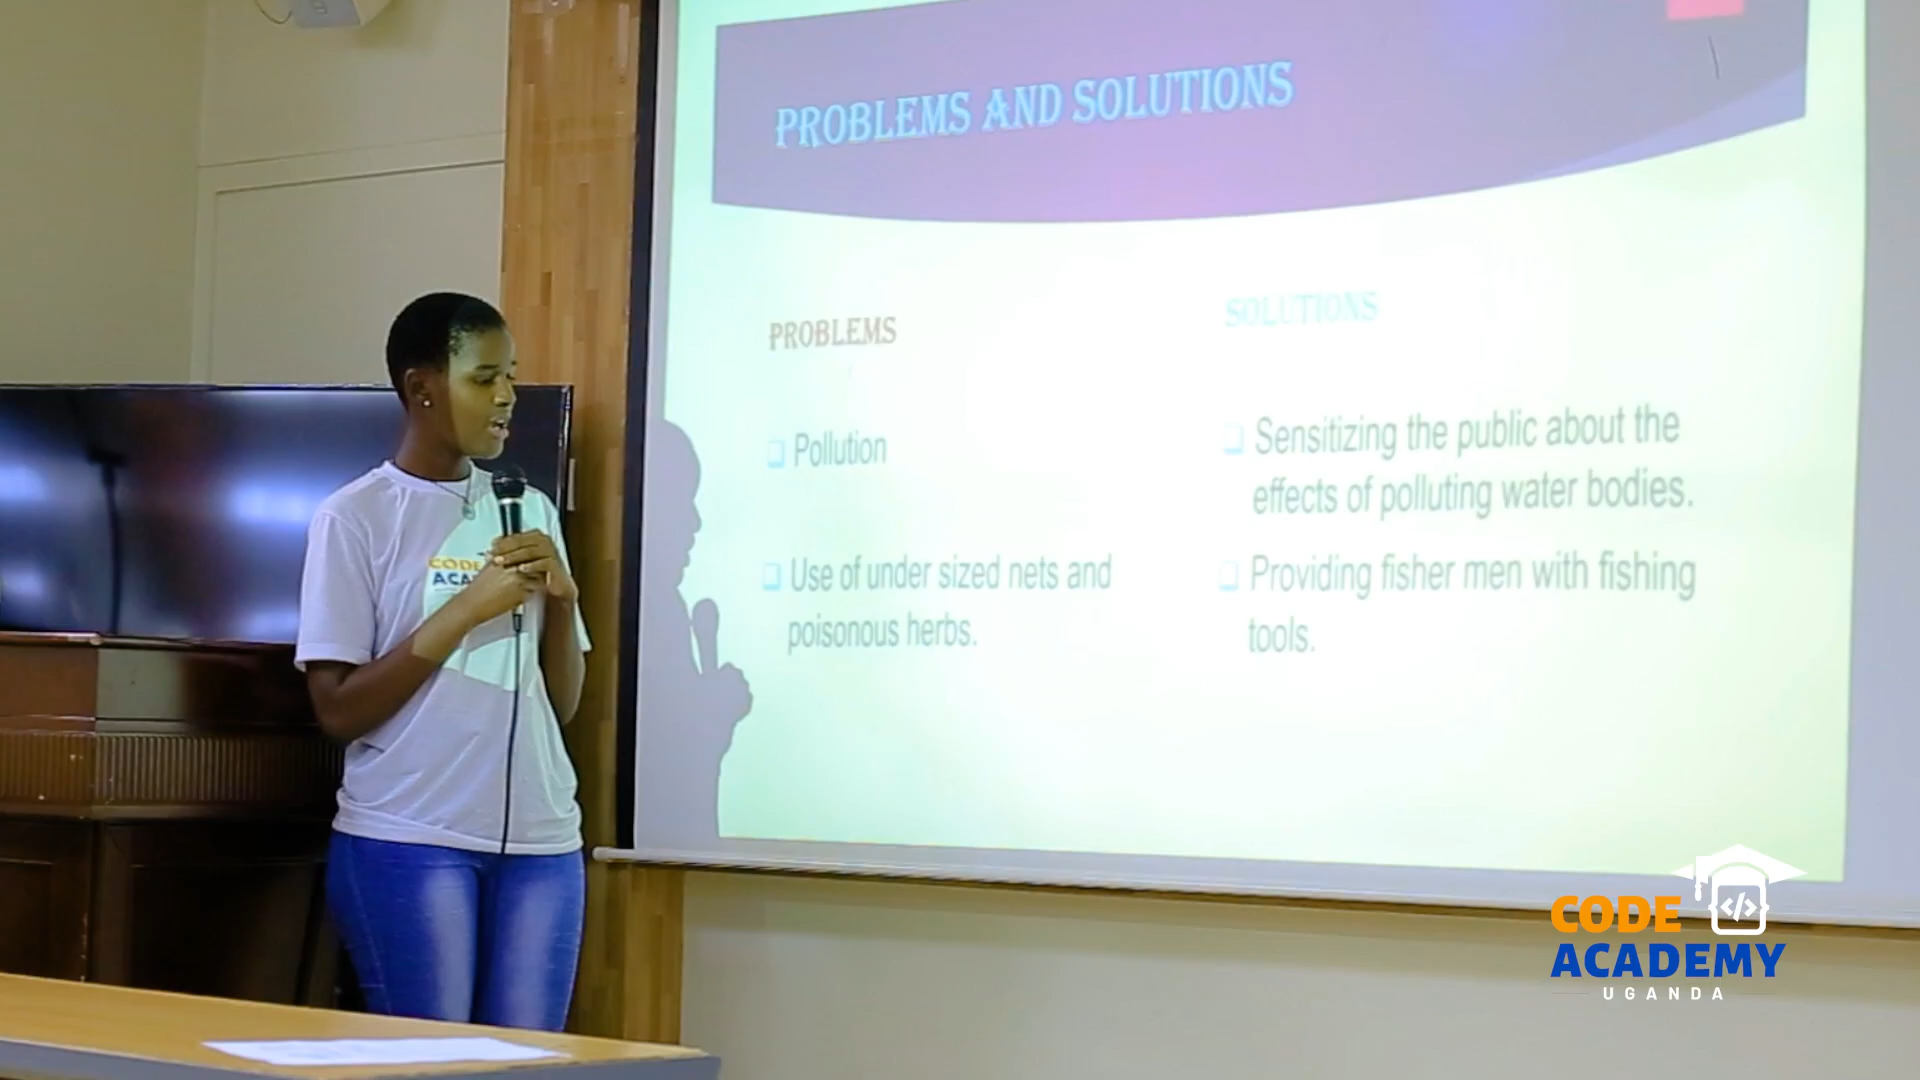 PROBLEMS AND SOLUTIONS
PROBLEMS
Pollution
Use of under sized nets and
poisonous herbs.
SOLUTIONS
Sensitizing the public about the
effects of polluting water bodies.
Providing fisher men with fishing
tools.
CODE
CODE
</>
ACADEMY
UGANDA